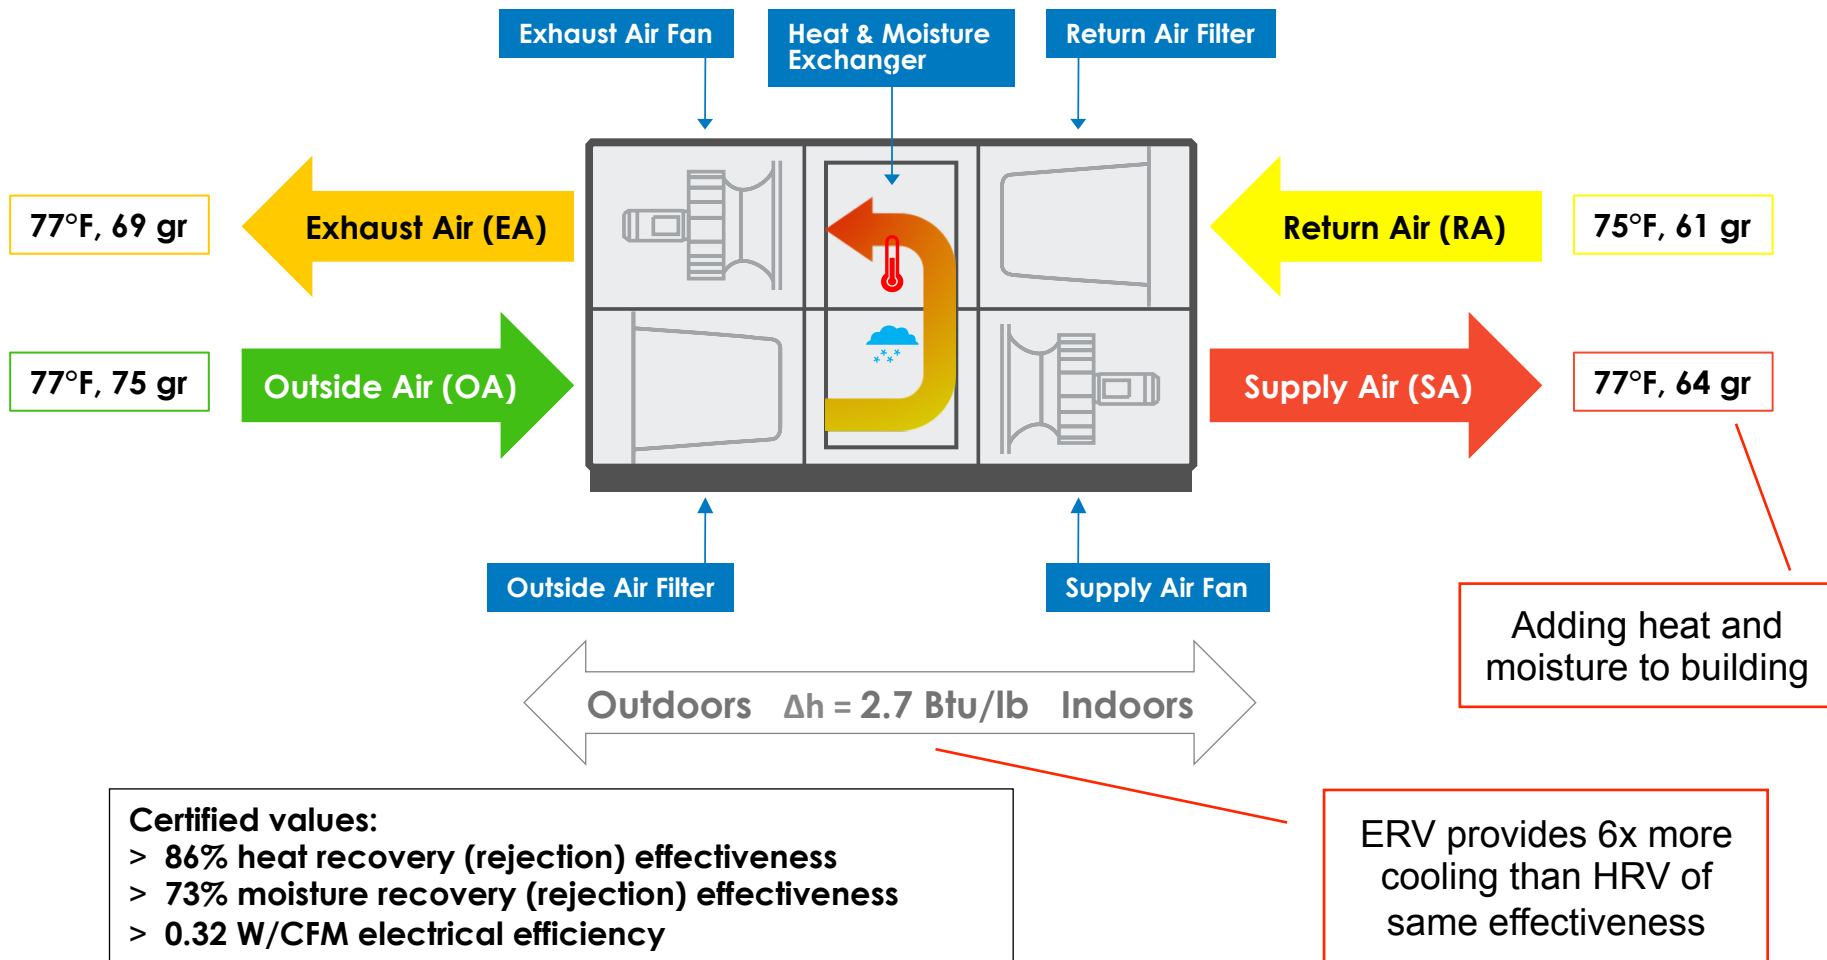 Exhaust Air Fan
Heat & Moisture
Exchanger
Return Air Filter
77°F, 69 gr
Exhaust Air (EA)
Return Air (RA)
75°F, 61 gr
77°F, 75 gr
Outside Air (OA)
Supply Air (SA)
77°F, 64 gr
Outside Air Filter
Supply Air Fan
Adding heat and
moisture to building
Outdoors Δh = 2.7 Btu/lb Indoors
Certified values:
> 86% heat recovery (rejection) effectiveness
> 73% moisture recovery (rejection) effectiveness
> 0.32 W/CFM electrical efficiency
ERV provides 6x more
cooling than HRV of
same effectiveness